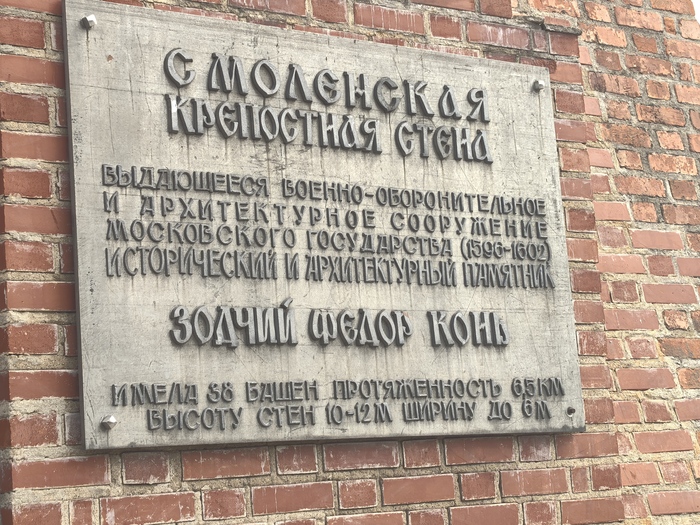 СМОЛЕНСКАЯ
КРЕПОСТНАЯ СТЕНА
ВЫДАЮЩЕЕСЯ ВОЕННО-ОБОРОНИТЕЛЬНОЕ
И АРХИТЕКТУРНОЕ СООРУЖЕНИЕ
МОСКОВСКОГО ГОСУДАРСТВА (1596-1602)
ИСТОРИЧЕСКИЙ И АРХИТЕКТУРНЫЙ ПАМЯТНИК
ЗОДЧИЙ ФЕДОР КОНЬ
ИМЕЛА 38 БАШЕН ПРОТЯЖЕННОСТЬ 6,5 КМ
ВЫСОТУ СТЕН 10-12 М ШИРИНУ ДО 6 М